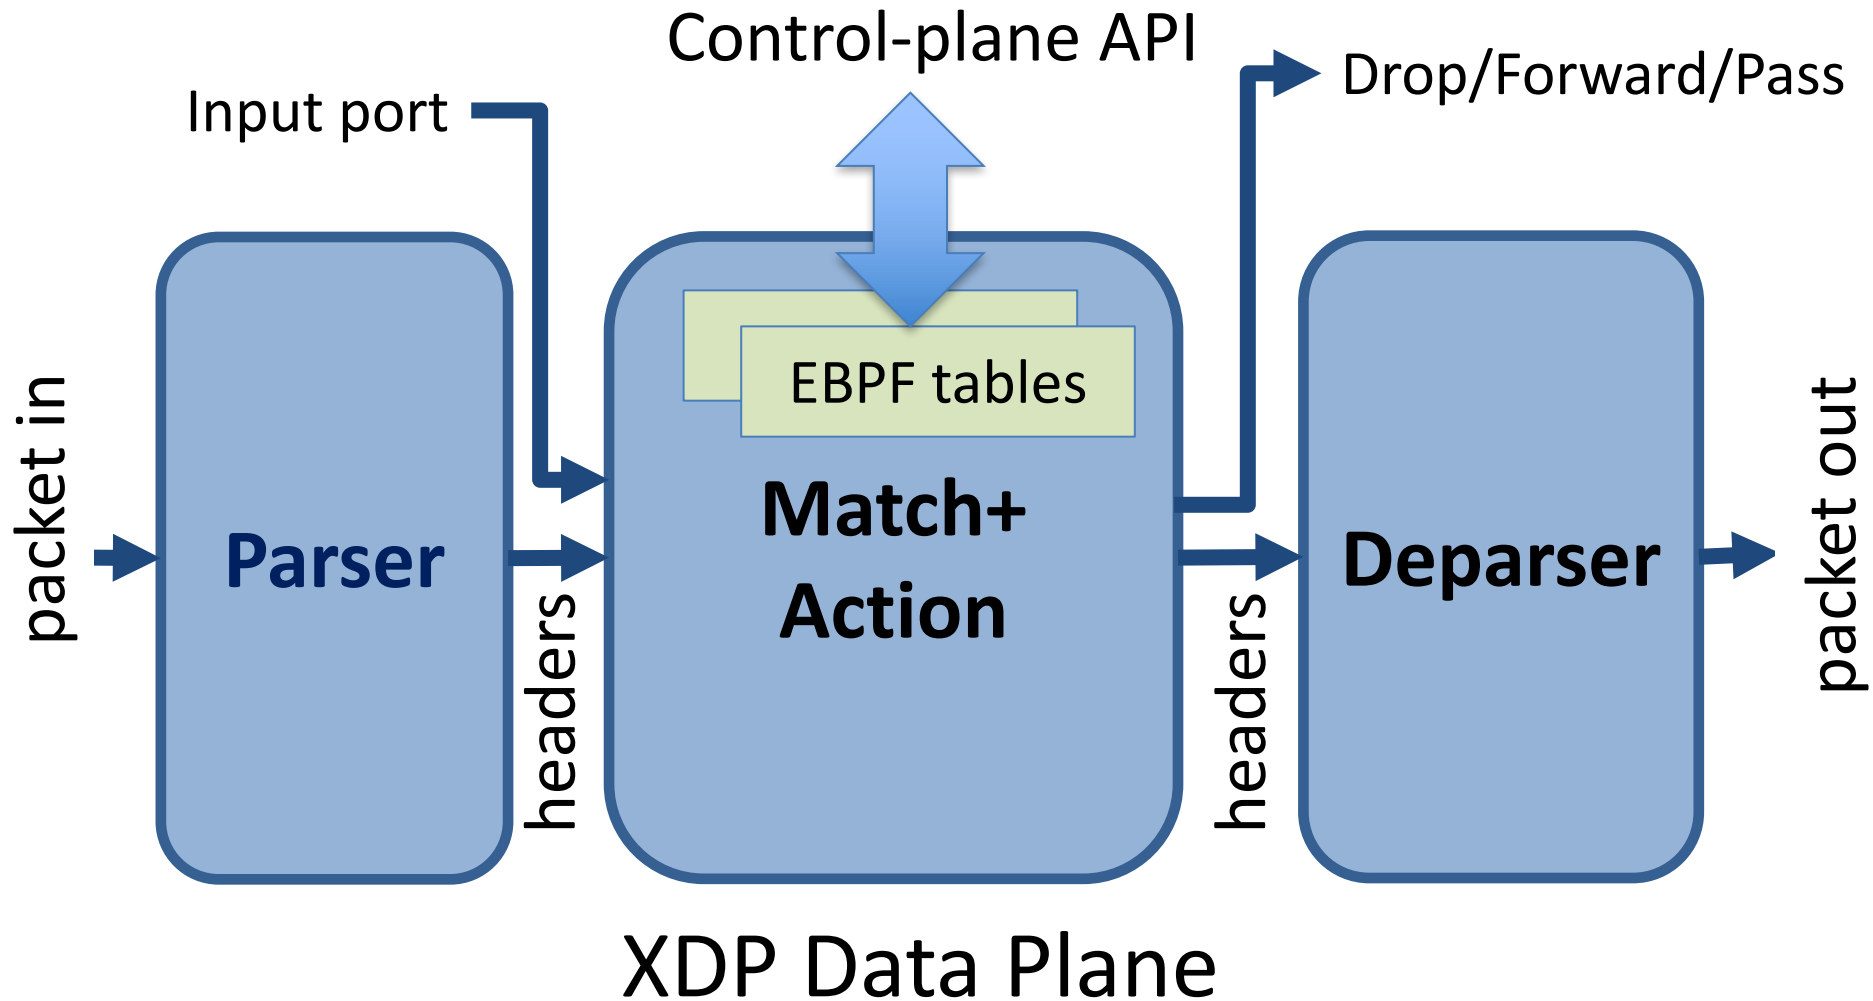 Control-plane API
Input port
Drop/Forward/Pass
EBPF tables
packet in
Parser
headers
Match+
Action
headers
Deparser
packet out
XDP Data Plane